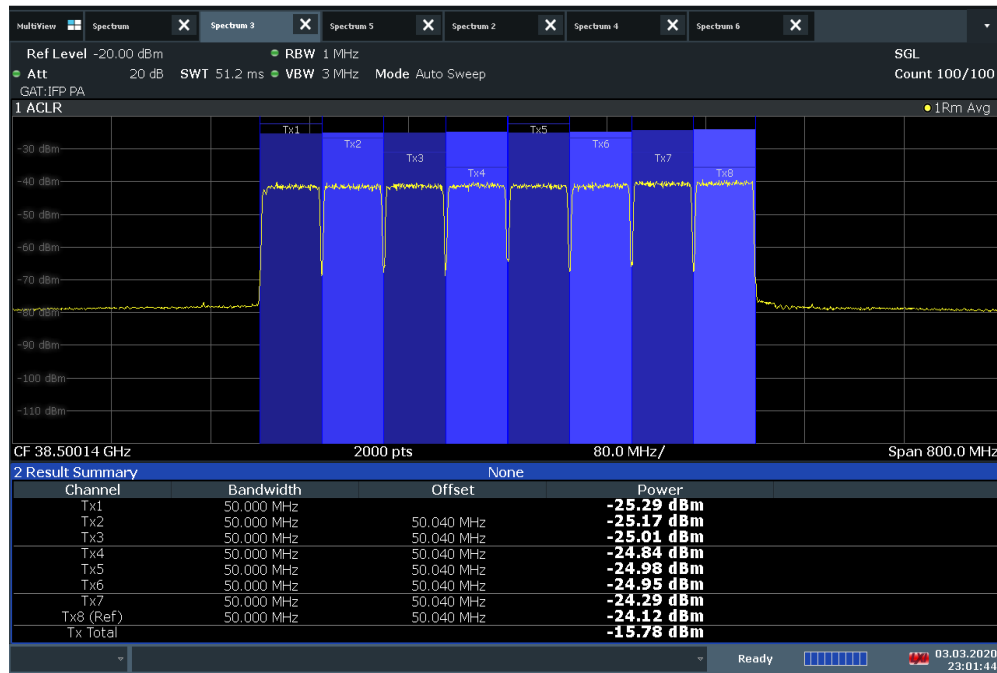 MultiView Spectrum X Spectrum 3 X Spectrum 5 X Spectrum 2 X Spectrum 4 X Spectrum 6 X
Ref Level -20.00 dBm RBW 1 MHz SGL
Att 20 dB SWT 51.2 ms VBW 3 MHz Mode Auto Sweep Count 100/100
GAT:IFP PA
1 ACLR 1Rm Avg
Tx1 Tx5
Tx2 Tx6
-30 dBm
Tx3 Tx7
Tx4 Tx8
-40 dBm
-50 dBm
-60 dBm
-70 dBm
-80 dBm
-90 dBm
-100 dBm
-110 dBm
CF 38.50014 GHz 2000 pts 80.0 MHz/ Span 800.0 MHz
2 Result Summary None
Channel Bandwidth Offset Power
Tx1 50.000 MHz -25.29 dBm
Tx2 50.000 MHz 50.040 MHz -25.17 dBm
Tx3 50.000 MHz 50.040 MHz -25.01 dBm
Tx4 50.000 MHz 50.040 MHz -24.84 dBm
Tx5 50.000 MHz 50.040 MHz -24.98 dBm
Tx6 50.000 MHz 50.040 MHz -24.95 dBm
Tx7 50.000 MHz 50.040 MHz -24.29 dBm
Tx8 (Ref) 50.000 MHz 50.040 MHz -24.12 dBm
Tx Total -15.78 dBm
Ready 03.03.2020
23:01:44